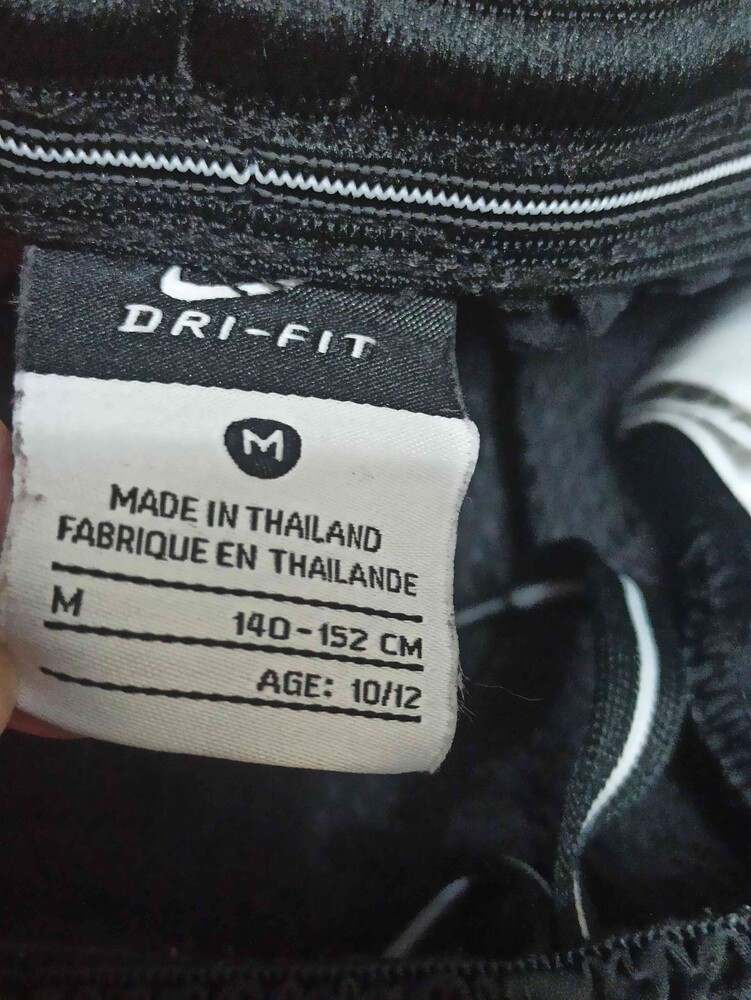 DRI-FIT
M
MADE IN THAILAND
FABRIQUE EN THAILANDE
M 140-152 CM
AGE: 10/12